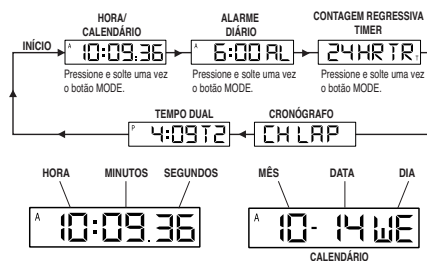 HORA/
CALENDÁRIO
ALARME
DIÁRIO
CONTAGEM REGRESSIVA
TIMER
INÍCIO
A 10:09.36
A 6:00 AL
24HR TR T
Pressione e solte uma vez
o botão MODE.
Pressione e solte uma vez
o botão MODE.
Pressione e solte uma vez
o botão MODE.
TEMPO DUAL
CRONÓGRAFO
P 4:09 T2
CH LAP
HORA MINUTOS SEGUNDOS
A 10:09.36
MÊS DATA DIA
A 10- 14 WE
CALENDÁRIO